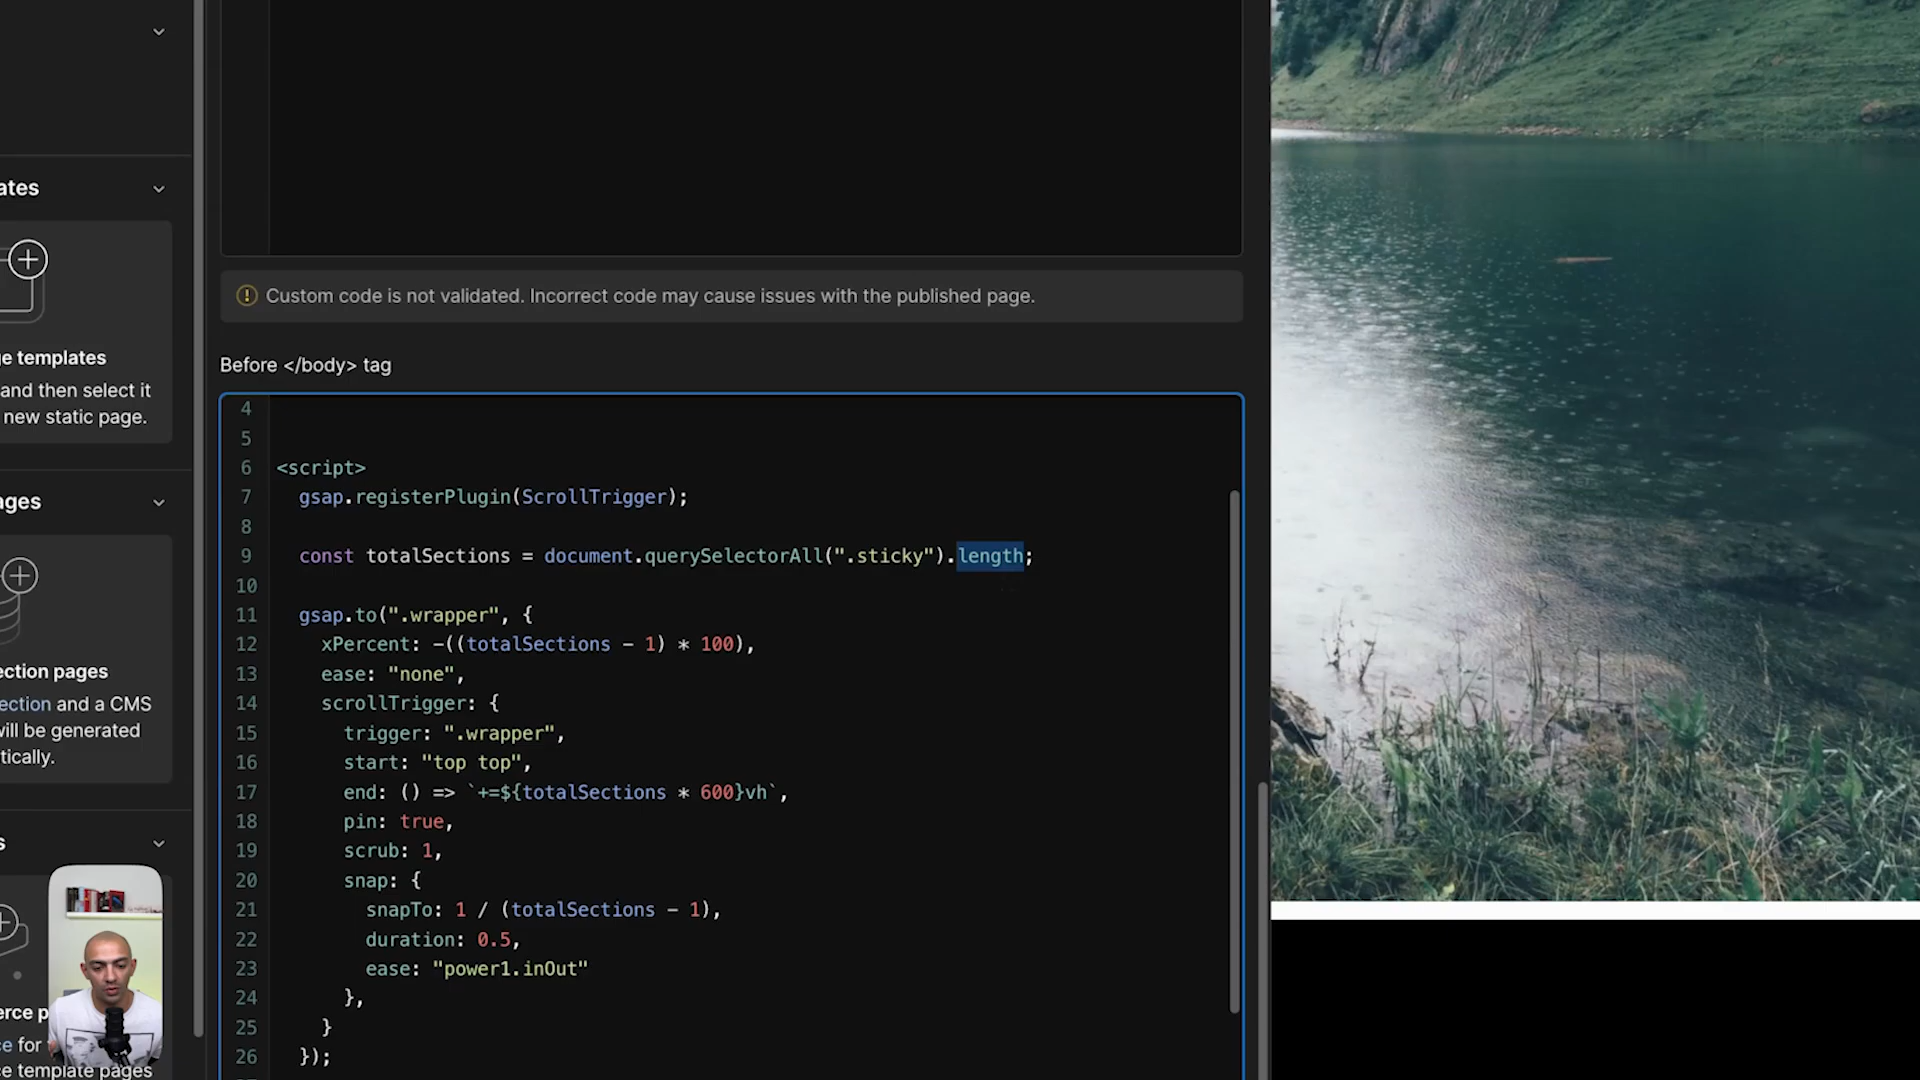 ates
ge templates
and then select it
new static page.
ages
ection pages
ection and a CMS
will be generated
tically.
s
erce p
ce for
ce template pages
Custom code is not validated. Incorrect code may cause issues with the published page.
Before </body> tag
4
5
6 <script>
7 gsap.registerPlugin(ScrollTrigger);
8
9 const totalSections = document.querySelectorAll(".sticky").length;
10
11 gsap.to(".wrapper", {
12 xPercent: -((totalSections - 1) * 100),
13 ease: "none",
14 scrollTrigger: {
15 trigger: ".wrapper",
16 start: "top top",
17 end: () => `+=${totalSections * 600}vh`,
18 pin: true,
19 scrub: 1,
20 snap: {
21 snapTo: 1 / (totalSections - 1),
22 duration: 0.5,
23 ease: "power1.inOut"
24 },
25 }
26 });